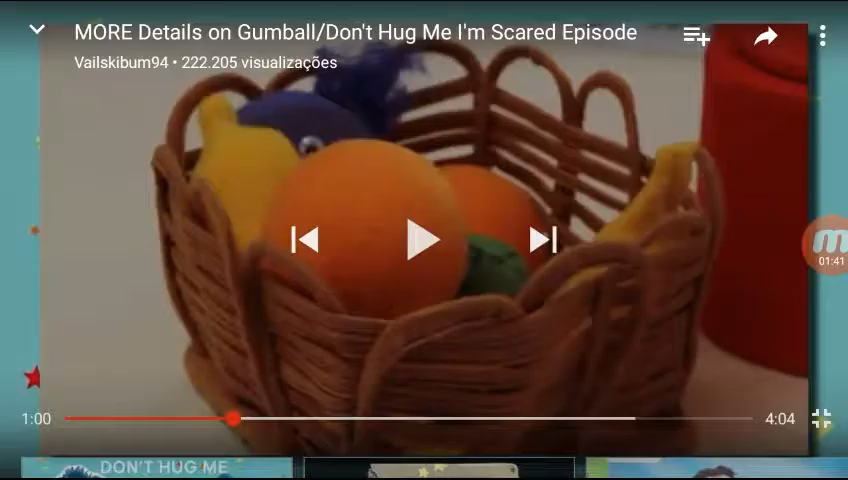 MORE Details on Gumball/Don't Hug Me I'm Scared Episode
Vailskibum94 • 222.205 visualizações
01:41
1:00
4:04
DON'T HUG ME